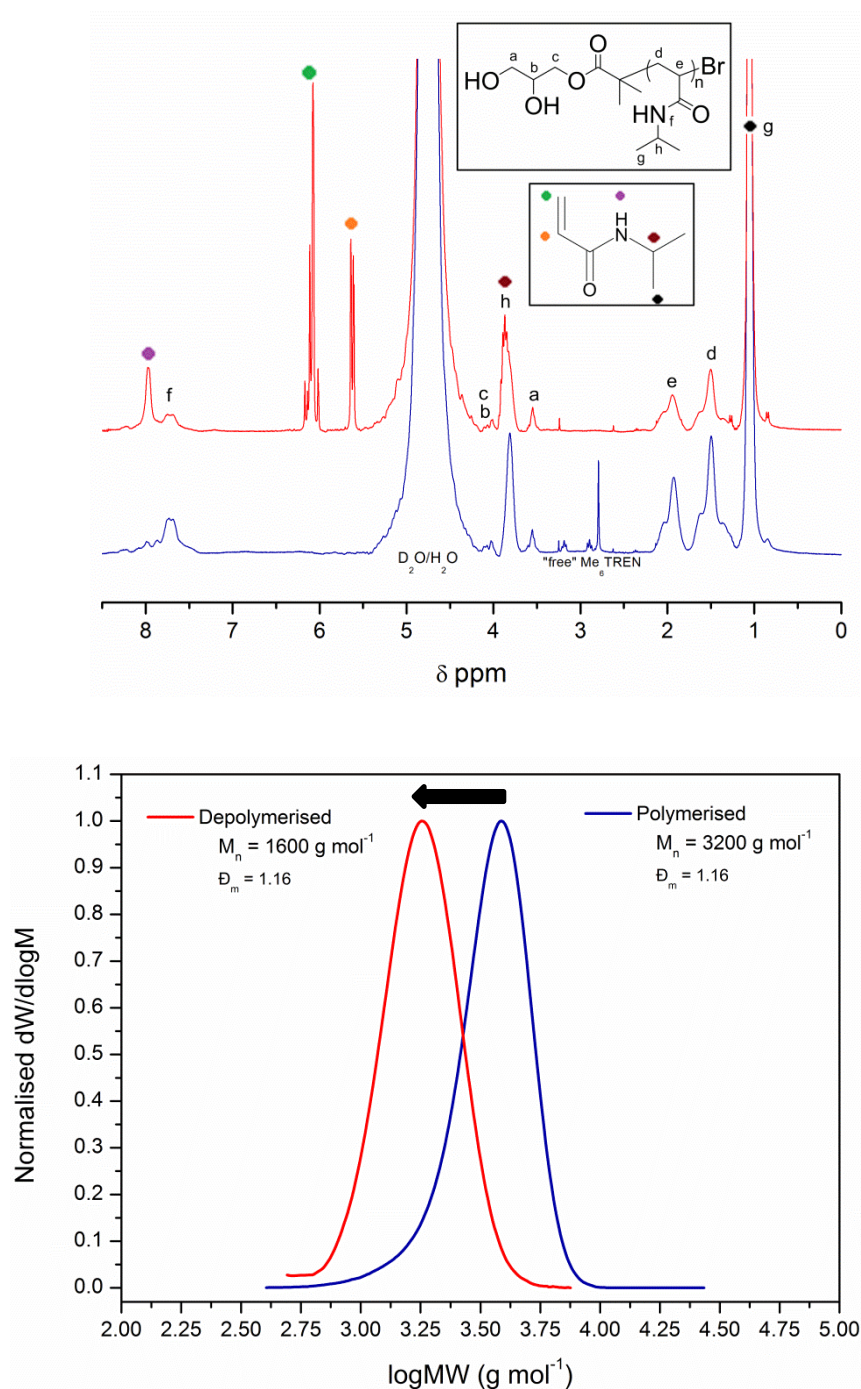 a
b
c
HO
OH
O
O
d
e
n
Br
HN
f
O
g
h
g
H
N
O
h
f
c
b
a
e
d
D2O/H2O
"free" Me6TREN
8
7
6
5
4
3
2
1
0
δ ppm
1.1
1.0
0.9
0.8
0.7
0.6
0.5
0.4
0.3
0.2
0.1
0.0
Normalised dW/dlogM
Depolymerised
Mn = 1600 g mol-1
Đm = 1.16
Polymerised
Mn = 3200 g mol-1
Đm = 1.16
2.00 2.25 2.50 2.75 3.00 3.25 3.50 3.75 4.00 4.25 4.50 4.75 5.00
logMW (g mol-1)